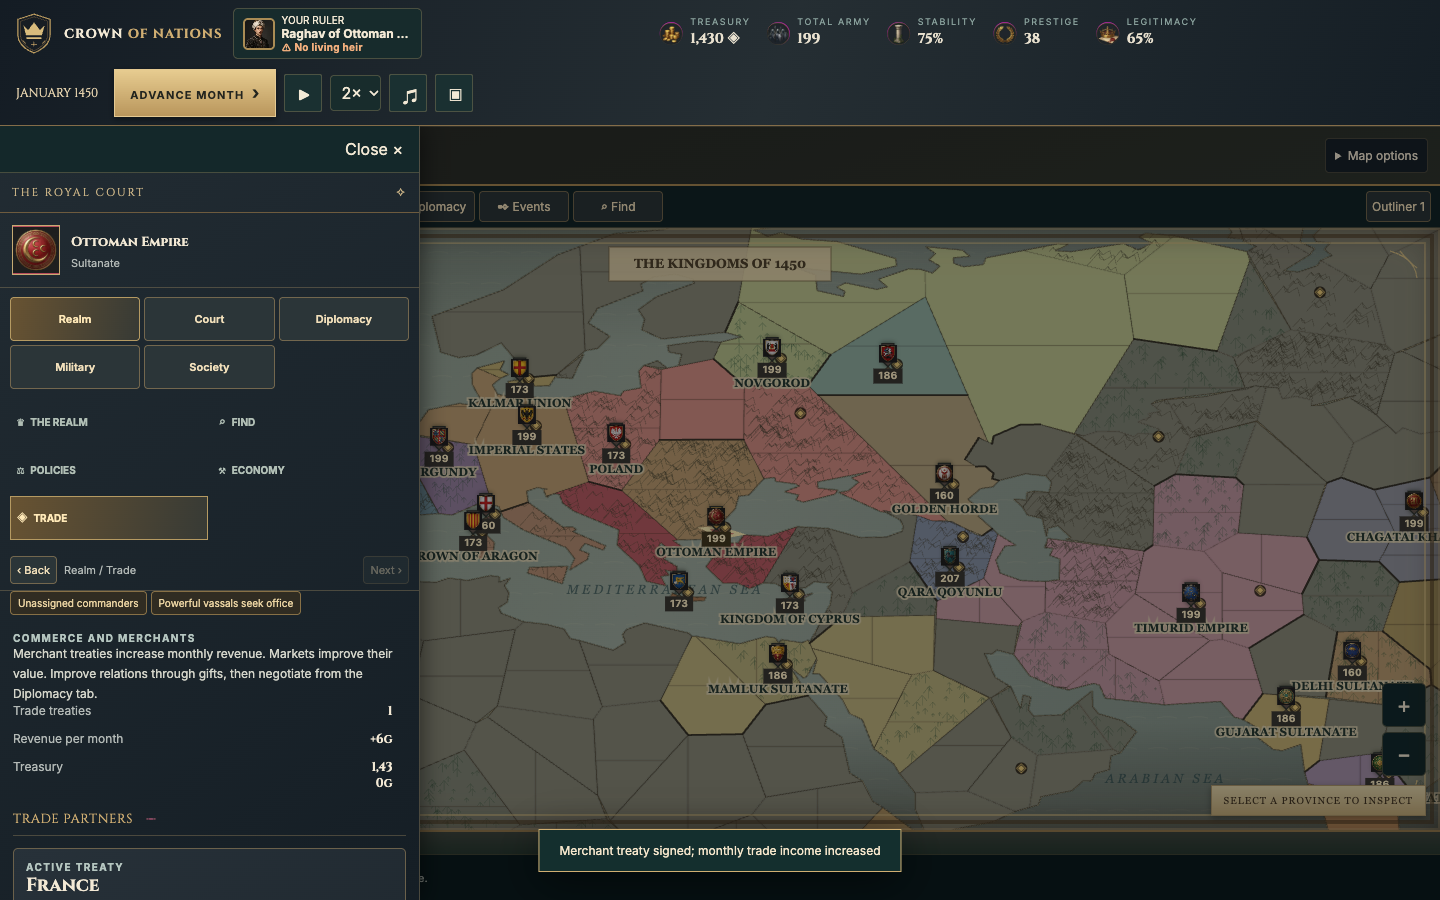 CROWN OF NATIONS
YOUR RULER
Raghav of Ottoman ...
⚠ No living heir
TREASURY
1,430 ◈
TOTAL ARMY
199
STABILITY
75%
PRESTIGE
38
LEGITIMACY
65%
JANUARY 1450
ADVANCE MONTH ›
2×
Close ×
Map options
THE ROYAL COURT
plomacy
Events
Find
Outliner 1
OTTOMAN EMPIRE
Sultanate
Realm
Court
Diplomacy
Military
Society
THE REALM
FIND
POLICIES
ECONOMY
TRADE
‹ Back
Realm / Trade
Next ›
Unassigned commanders
Powerful vassals seek office
COMMERCE AND MERCHANTS
Merchant treaties increase monthly revenue. Markets improve their
value. Improve relations through gifts, then negotiate from the
Diplomacy tab.
Trade treaties 1
Revenue per month +6G
Treasury 1,43
0G
TRADE PARTNERS
ACTIVE TREATY
FRANCE
THE KINGDOMS OF 1450
199
NOVGOROD
186
173
KALMAR UNION
199
IMPERIAL STATES
173
POLAND
199
RGUNDY
160
GOLDEN HORDE
199
CHAGATAI KH
60
173
ROWN OF ARAGON
199
OTTOMAN EMPIRE
207
QARA QOYUNLU
MEDITERRANEAN SEA
173
173
KINGDOM OF CYPRUS
199
TIMURID EMPIRE
186
MAMLUK SULTANATE
160
DELHI SULTANATE
186
GUJARAT SULTANATE
186
ARABIAN SEA
+
−
SELECT A PROVINCE TO INSPECT
Merchant treaty signed; monthly trade income increased
e.